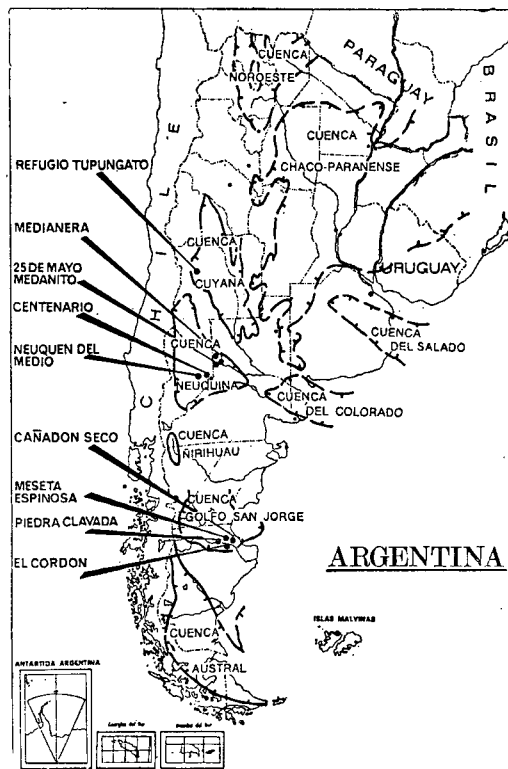 CUENCA
NOROESTE
PARAGUAY
BRASIL
CUENCA
CHACO-PARANENSE
CHILE
REFUGIO TUPUNGATO
MEDIANERA
25 DE MAYO
MEDANITO
CENTENARIO
NEUQUEN DEL
MEDIO
CUENCA
CUYANA
URUGUAY
CUENCA
DEL SALADO
CUENCA
NEUQUINA
CUENCA
DEL COLORADO
CUENCA
ÑIRIHUAU
CAÑADON SECO
MESETA
ESPINOSA
PIEDRA CLAVADA
EL CORDON
CUENCA
GOLFO SAN JORGE
ARGENTINA
CUENCA
AUSTRAL
ISLAS MALVINAS
ANTARTIDA ARGENTINA